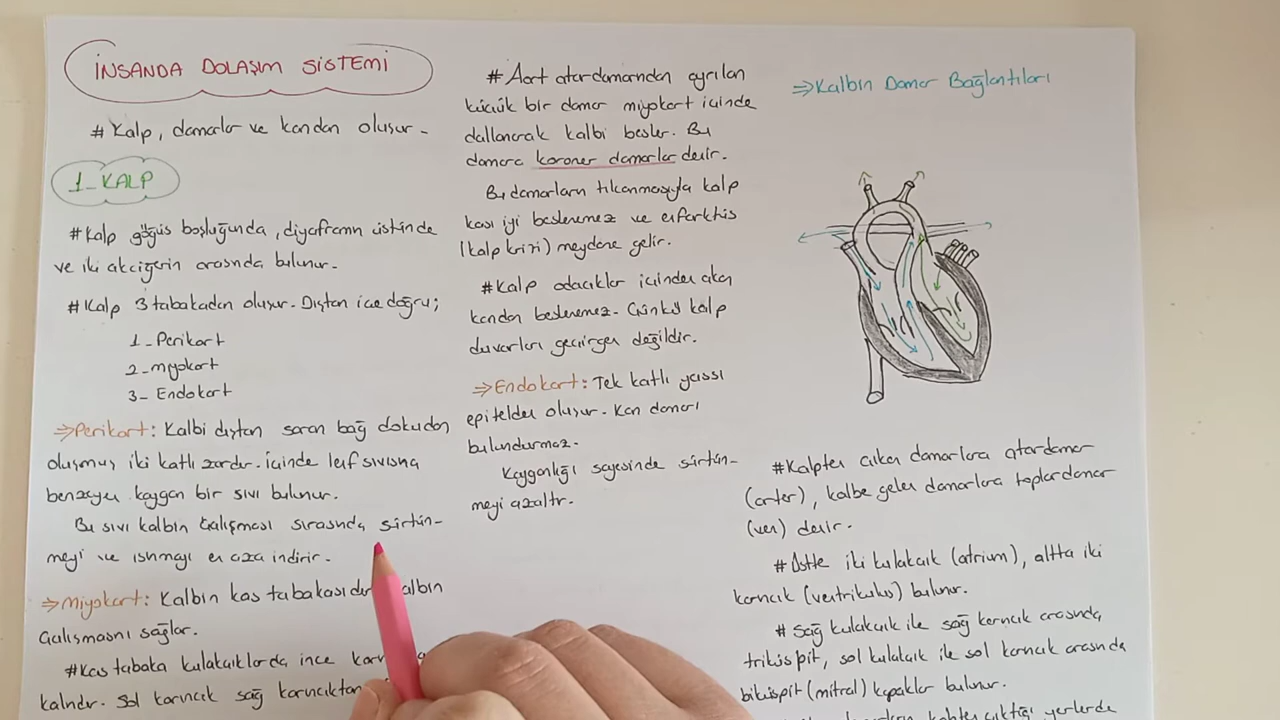 İNSANDA DOLAŞIM SİSTEMİ
# Kalp, damarlar ve kandan oluşur.
1_ KALP
# Kalp göğüs boşluğunda, diyaframın üstünde
ve iki akciğerin arasında bulunur.
# Kalp 3 tabakadan oluşur. Dıştan içe doğru;
1_ Perikart
2_ miyokart
3_ Endokart
⇒Perikart: Kalbi dıştan saran bağ dokudan
oluşmuş iki katlı zardır. İçinde lenf sıvısına
benzeyen kaygan bir sıvı bulunur.
Bu sıvı kalbin çalışması sırasında sürtün-
meyi ve ısınmayı en aza indirir.
⇒Miyokart: Kalbin kas tabakasıdır. Kalbin
çalışmasını sağlar.
#Kas tabaka kulakçıklarda ince
kalındır. Sol karıncık sağ karıncıktan
# Aort atardamarından ayrılan
küçük bir damar miyokart içinde
dallanarak kalbi besler. Bu
damara koroner damarlar denir.
Bu damarların tıkanmasıyla kalp
kası iyi beslenemez ve enfarktüs
(kalp krizi) meydana gelir.
#Kalp odacıklar içinden akan
kandan beslenemez. Çünkü kalp
duvarları geçirgen değildir.
⇒Endokart: Tek katlı yassı
epitelden oluşur. Kan damarı
bulundurmaz.
Kayganlığı sayesinde sürtün-
meyi azaltır.
⇒Kalbin Damar Bağlantıları
#Kalpten çıkan damarlara atardamar
(arter), kalbe gelen damarlara toplardamar
(ven) denir.
#Üstte iki kulakçık (atrium), altta iki
karıncık (ventrikulus) bulunur.
# Sağ kulakçık ile sağ karıncık arasında
triküspit, sol kulakçık ile sol karıncık arasında
biküspit (mitral) kapaklar bulunur.
kalpten çıktığı yerlerde